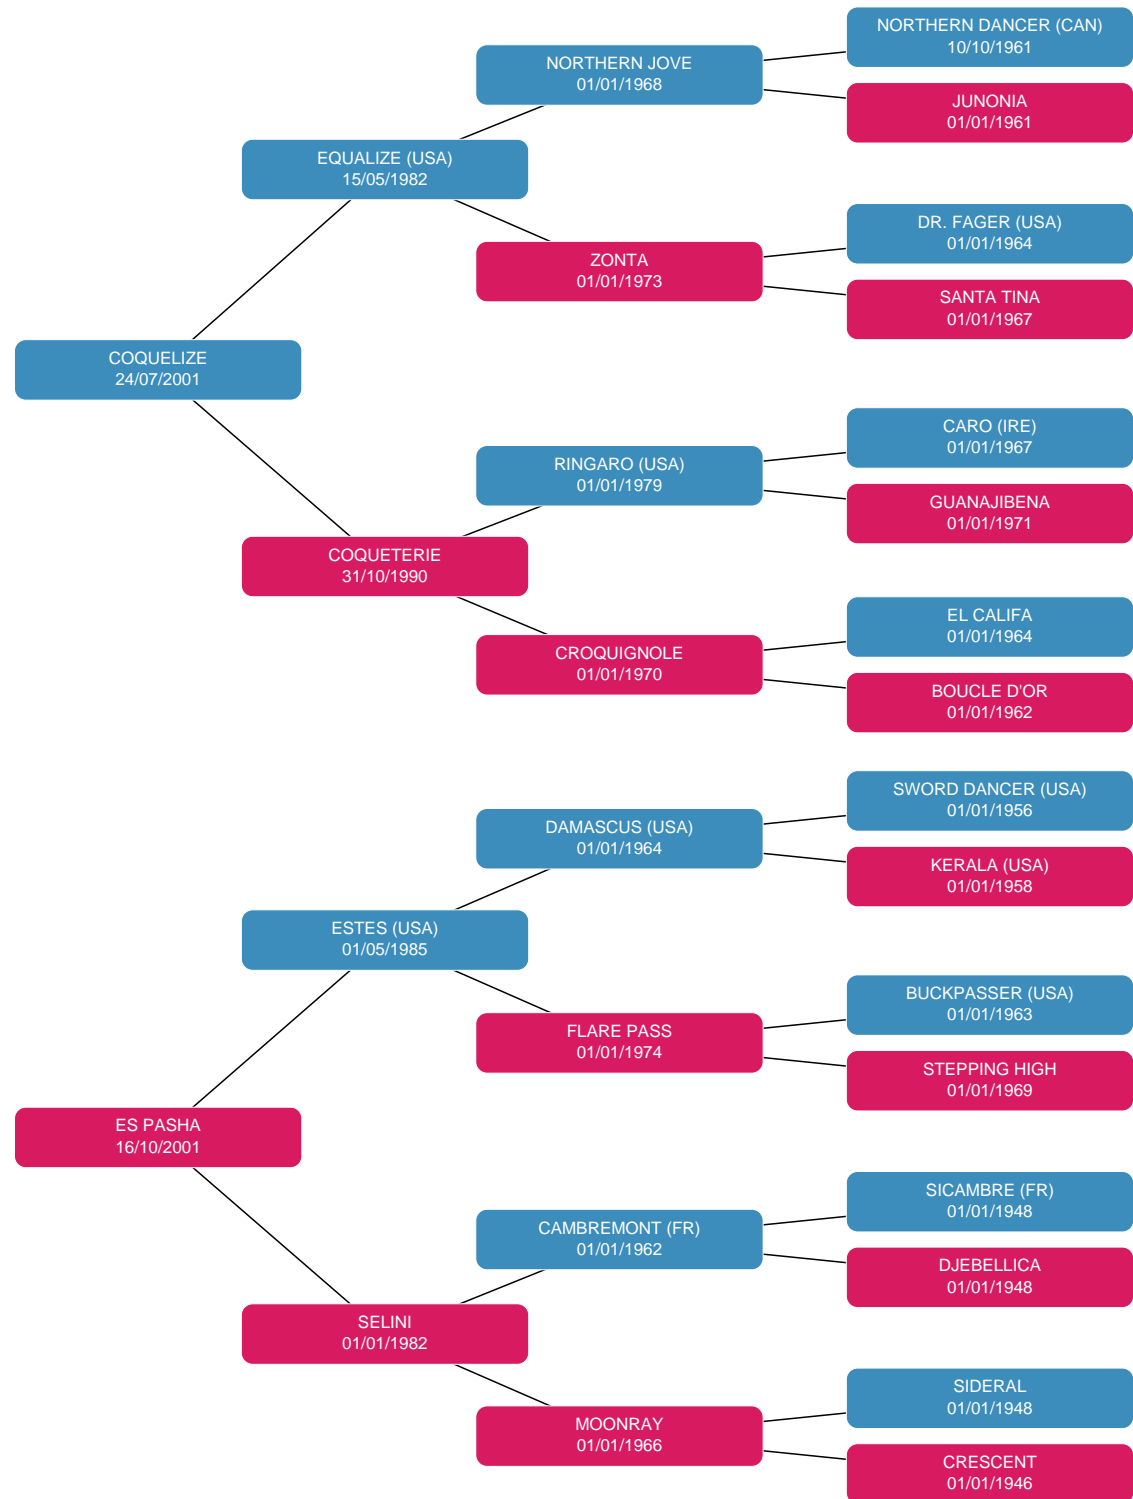 NORTHERN DANCER (CAN)
10/10/1961
NORTHERN JOVE
01/01/1968
JUNONIA
01/01/1961
EQUALIZE (USA)
15/05/1982
DR. FAGER (USA)
01/01/1964
ZONTA
01/01/1973
SANTA TINA
01/01/1967
COQUELIZE
24/07/2001
CARO (IRE)
01/01/1967
RINGARO (USA)
01/01/1979
GUANAJIBENA
01/01/1971
COQUETERIE
31/10/1990
EL CALIFA
01/01/1964
CROQUIGNOLE
01/01/1970
BOUCLE D'OR
01/01/1962
SWORD DANCER (USA)
01/01/1956
DAMASCUS (USA)
01/01/1964
KERALA (USA)
01/01/1958
ESTES (USA)
01/05/1985
BUCKPASSER (USA)
01/01/1963
FLARE PASS
01/01/1974
STEPPING HIGH
01/01/1969
ES PASHA
16/10/2001
SICAMBRE (FR)
01/01/1948
CAMBREMONT (FR)
01/01/1962
DJEBELLICA
01/01/1948
SELINI
01/01/1982
SIDERAL
01/01/1948
MOONRAY
01/01/1966
CRESCENT
01/01/1946